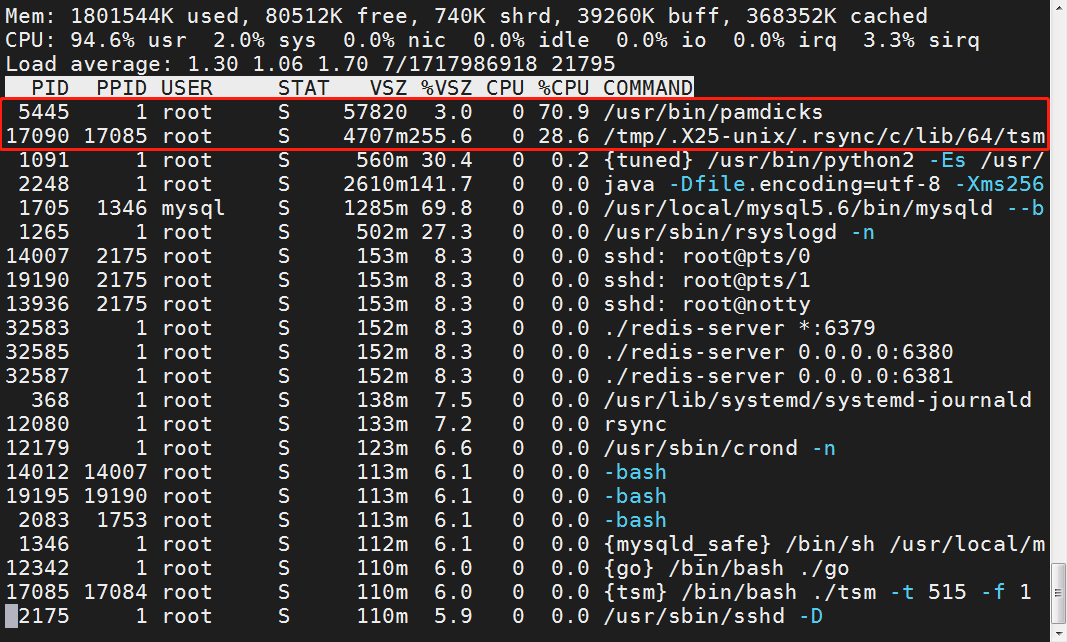 Mem: 1801544K used, 80512K free, 740K shrd, 39260K buff, 368352K cached
CPU: 94.6% usr  2.0% sys  0.0% nic  0.0% idle  0.0% io  0.0% irq  3.3% sirq
Load average: 1.30 1.06 1.70 7/1717986918 21795
  PID  PPID USER     STAT   VSZ %VSZ CPU %CPU COMMAND
 5445     1 root     S    57820  3.0   0 70.9 /usr/bin/pamdicks
17090 17085 root     S    4707m255.6   0 28.6 /tmp/.X25-unix/.rsync/c/lib/64/tsm
 1091     1 root     S     560m 30.4   0  0.2 {tuned} /usr/bin/python2 -Es /usr/
 2248     1 root     S    2610m141.7   0  0.0 java -Dfile.encoding=utf-8 -Xms256
 1705  1346 mysql    S    1285m 69.8   0  0.0 /usr/local/mysql5.6/bin/mysqld --b
 1265     1 root     S     502m 27.3   0  0.0 /usr/sbin/rsyslogd -n
14007  2175 root     S     153m  8.3   0  0.0 sshd: root@pts/0
19190  2175 root     S     153m  8.3   0  0.0 sshd: root@pts/1
13936  2175 root     S     153m  8.3   0  0.0 sshd: root@notty
32583     1 root     S     152m  8.3   0  0.0 ./redis-server *:6379
32585     1 root     S     152m  8.3   0  0.0 ./redis-server 0.0.0.0:6380
32587     1 root     S     152m  8.3   0  0.0 ./redis-server 0.0.0.0:6381
  368     1 root     S     138m  7.5   0  0.0 /usr/lib/systemd/systemd-journald
12080     1 root     S     133m  7.2   0  0.0 rsync
12179     1 root     S     123m  6.6   0  0.0 /usr/sbin/crond -n
14012 14007 root     S     113m  6.1   0  0.0 -bash
19195 19190 root     S     113m  6.1   0  0.0 -bash
 2083  1753 root     S     113m  6.1   0  0.0 -bash
 1346     1 root     S     112m  6.1   0  0.0 {mysqld_safe} /bin/sh /usr/local/m
12342     1 root     S     110m  6.0   0  0.0 {go} /bin/bash ./go
17085 17084 root     S     110m  6.0   0  0.0 {tsm} /bin/bash ./tsm -t 515 -f 1
 2175     1 root     S     110m  5.9   0  0.0 /usr/sbin/sshd -D